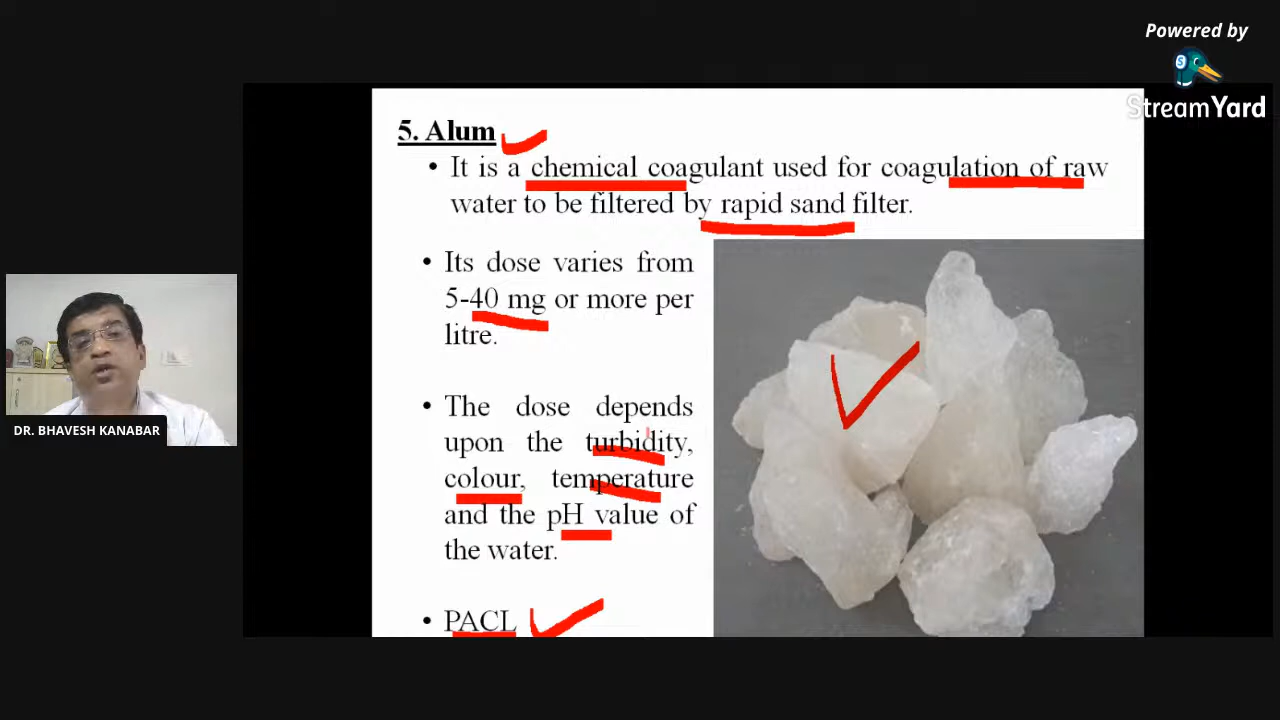 Powered by
StreamYard
5. Alum
• It is a chemical coagulant used for coagulation of raw
water to be filtered by rapid sand filter.
• Its dose varies from
5-40 mg or more per
litre.
• The dose depends
upon the turbidity,
colour, temperature
and the pH value of
the water.
• PACL
DR. BHAVESH KANABAR